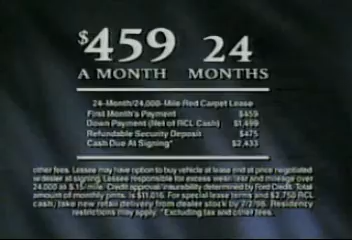 $459 24
A MONTH MONTHS
24-Month/24,000-Mile Red Carpet Lease
First Month's Payment $459
Down Payment (Net of RCL Cash) $1,499
Refundable Security Deposit $475
Cash Due At Signing* $2,433
other fees. Lessee may have option to buy vehicle at lease end at price negotiated
w/dealer at signing. Lessee responsible for excess wear/tear and mileage over
24,000 at $.15/mile. Credit approval/insurability determined by Ford Credit. Total
amount of monthly pmts. is $11,016. For special lease terms and $2,750 RCL
cash, take new retail delivery from dealer stock by 7/2/98. Residency
restrictions may apply. *Excluding tax and other fees.